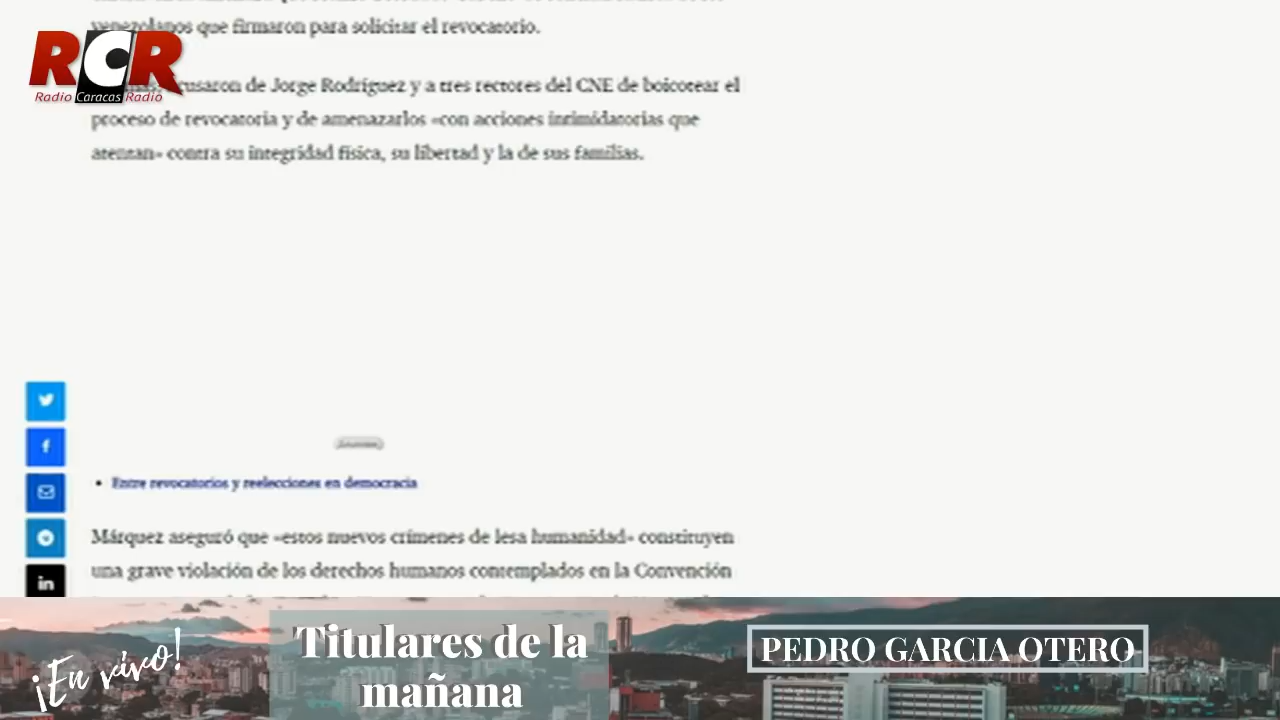 venezolanos que firmaron para solicitar el revocatorio.
RCR
Radio Caracas Radio
acusaron de Jorge Rodríguez y a tres rectores del CNE de boicotear el
proceso de revocatoria y de amenazarlos «con acciones intimidatorias que
atentan» contra su integridad física, su libertad y la de sus familias.
• Entre revocatorios y reelecciones en democracia
Márquez aseguró que «estos nuevos crímenes de lesa humanidad» constituyen
una grave violación de los derechos humanos contemplados en la Convención
¡En vivo!
Titulares de la
mañana
PEDRO GARCIA OTERO